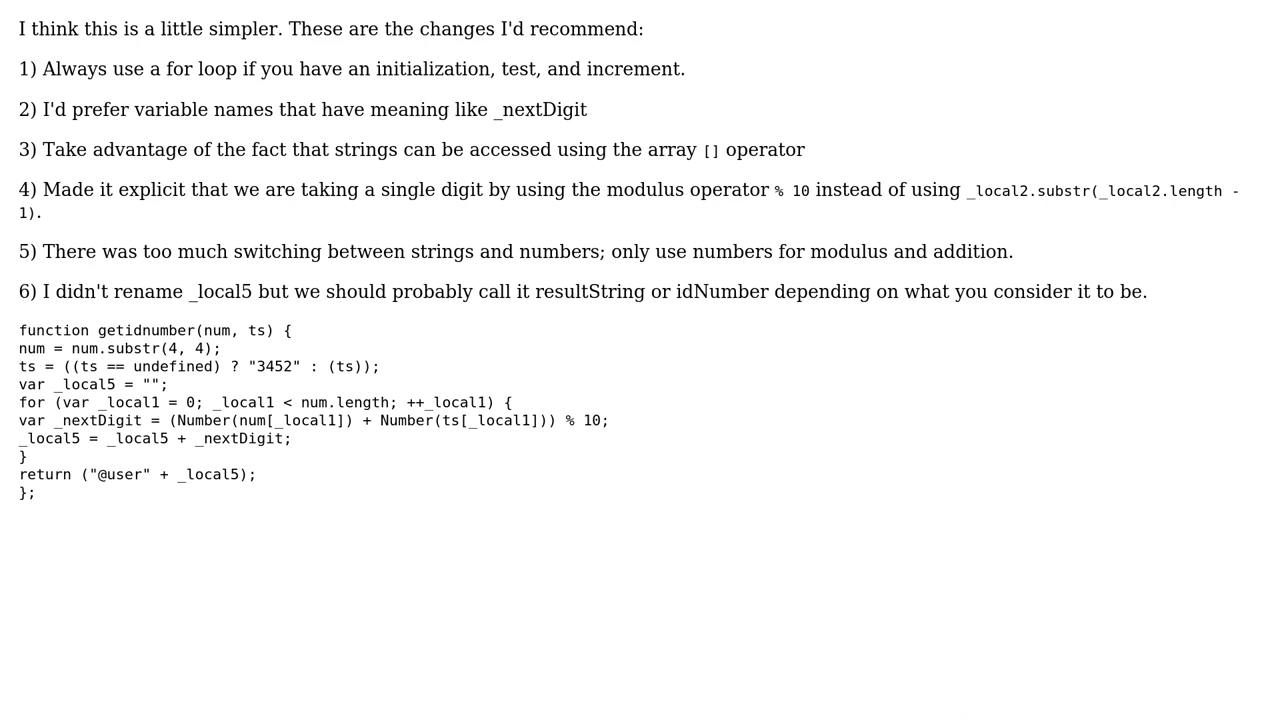 I think this is a little simpler. These are the changes I'd recommend:
1) Always use a for loop if you have an initialization, test, and increment.
2) I'd prefer variable names that have meaning like _nextDigit
3) Take advantage of the fact that strings can be accessed using the array [] operator
4) Made it explicit that we are taking a single digit by using the modulus operator % 10 instead of using _local2.substr(_local2.length -
1).
5) There was too much switching between strings and numbers; only use numbers for modulus and addition.
6) I didn't rename _local5 but we should probably call it resultString or idNumber depending on what you consider it to be.
function getidnumber(num, ts) {
num = num.substr(4, 4);
ts = ((ts == undefined) ? "3452" : (ts));
var _local5 = "";
for (var _local1 = 0; _local1 < num.length; ++_local1) {
var _nextDigit = (Number(num[_local1]) + Number(ts[_local1])) % 10;
_local5 = _local5 + _nextDigit;
}
return ("@user" + _local5);
};